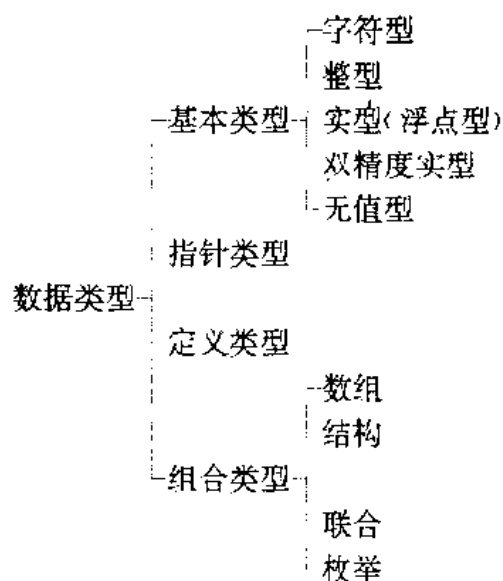 字符型
整型
基本类型
实型(浮点型)
双精度实型
无值型
指针类型
数据类型
定义类型
数组
结构
组合类型
联合
枚举